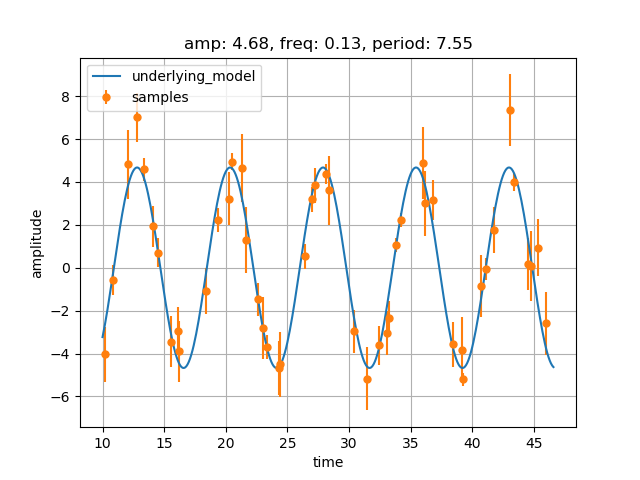 amp: 4.68, freq: 0.13, period: 7.55
underlying_model
samples
amplitude
8
6
4
2
0
−2
−4
−6
10 15 20 25 30 35 40 45
time